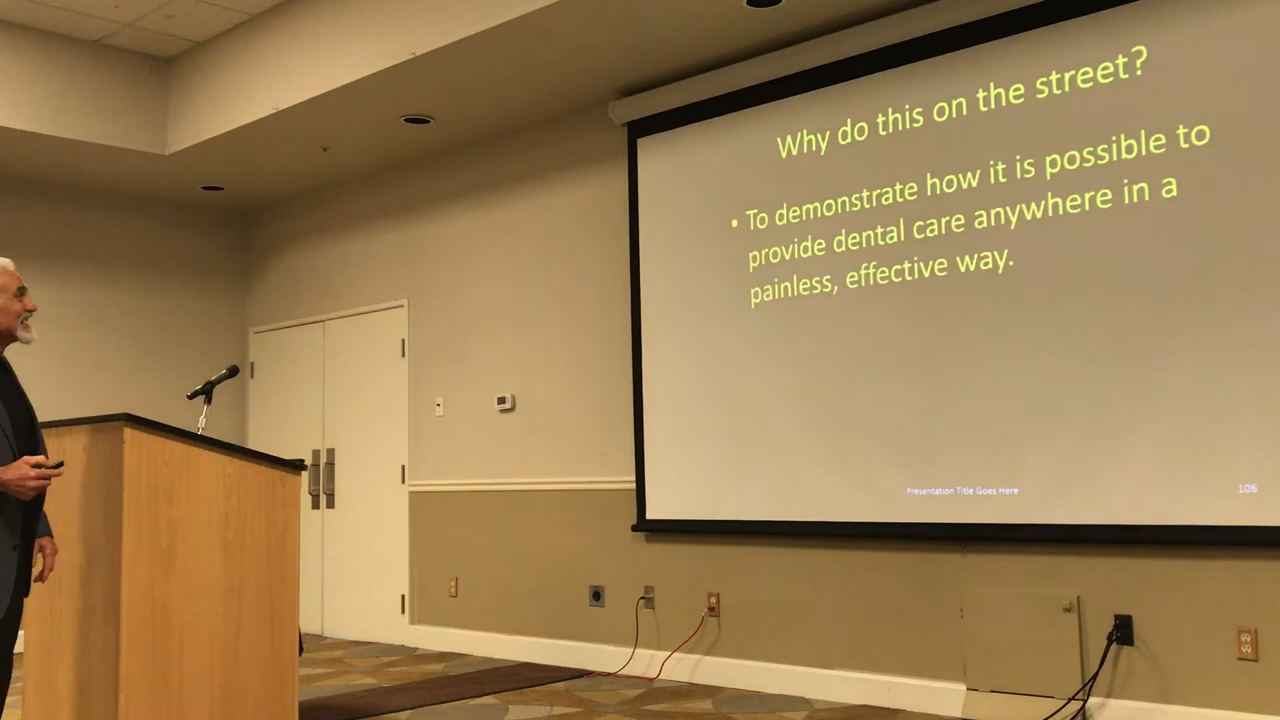 Why do this on the street?
• To demonstrate how it is possible to
provide dental care anywhere in a
painless, effective way.
Presentation Title Goes Here
106